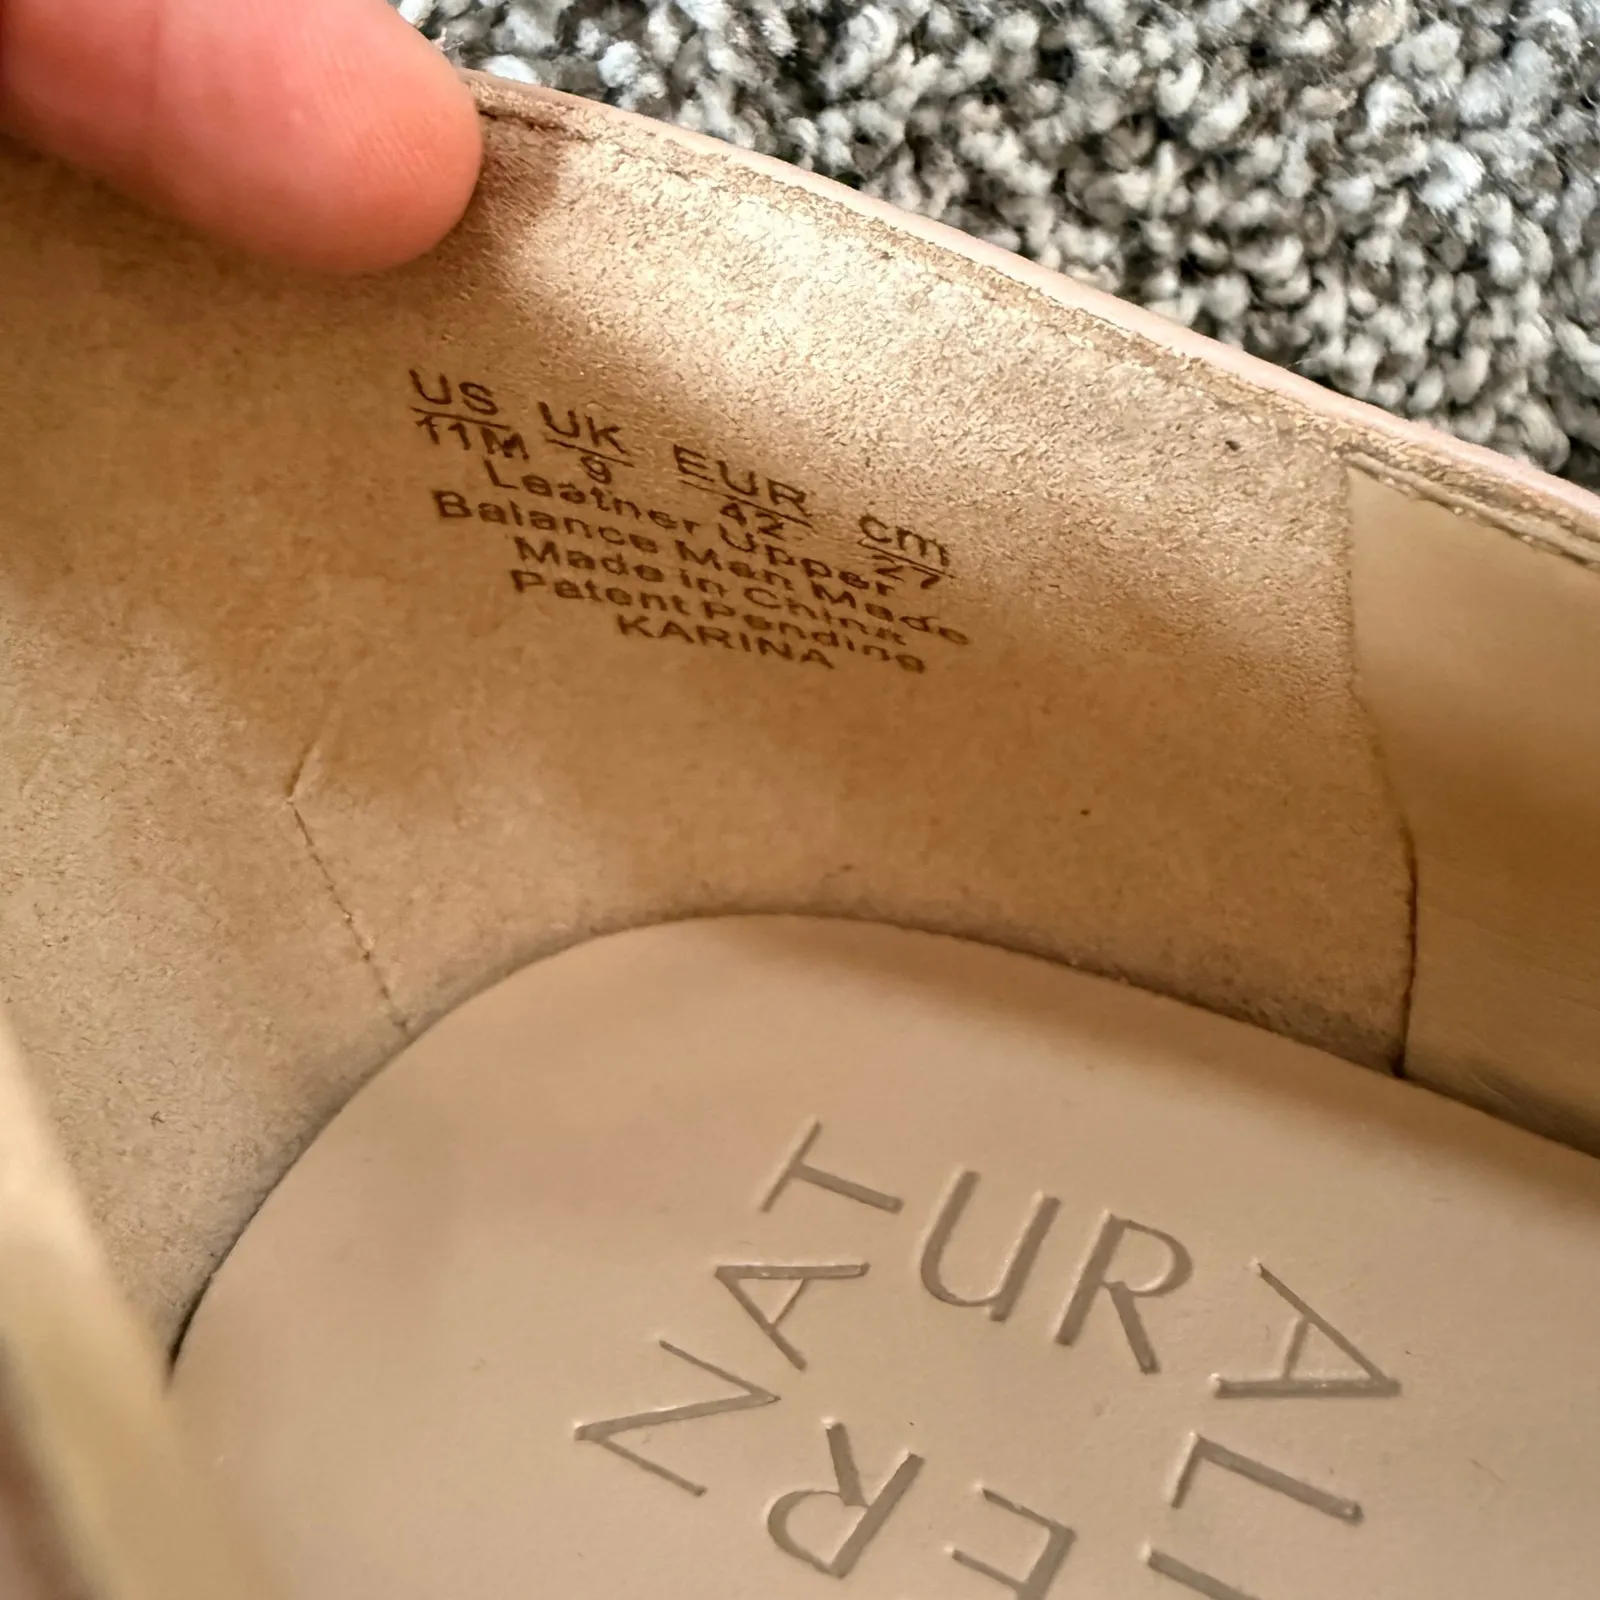 US UK EUR cm
11M 9 42 27
Leather Upper
Balance Man Made
Made in China
Patent Pending
KARINA
NATURALIZER